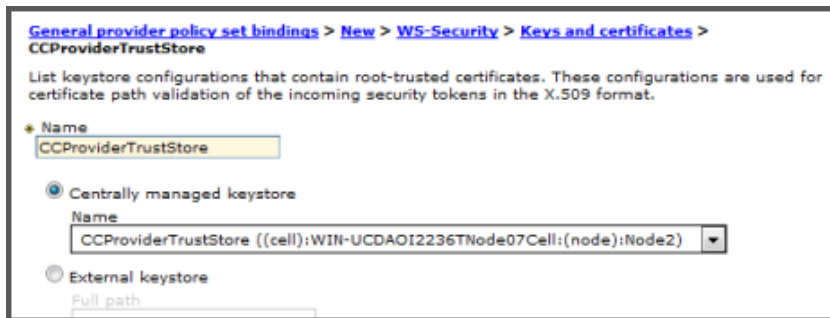 General provider policy set bindings > New > WS-Security > Keys and certificates >
CCProviderTrustStore
List keystore configurations that contain root-trusted certificates. These configurations are used for
certificate path validation of the incoming security tokens in the X.509 format.
* Name
CCProviderTrustStore
Centrally managed keystore
Name
CCProviderTrustStore ((cell):WIN-UCDAOI2236TNode07Cell:(node):Node2)
External keystore
Full path